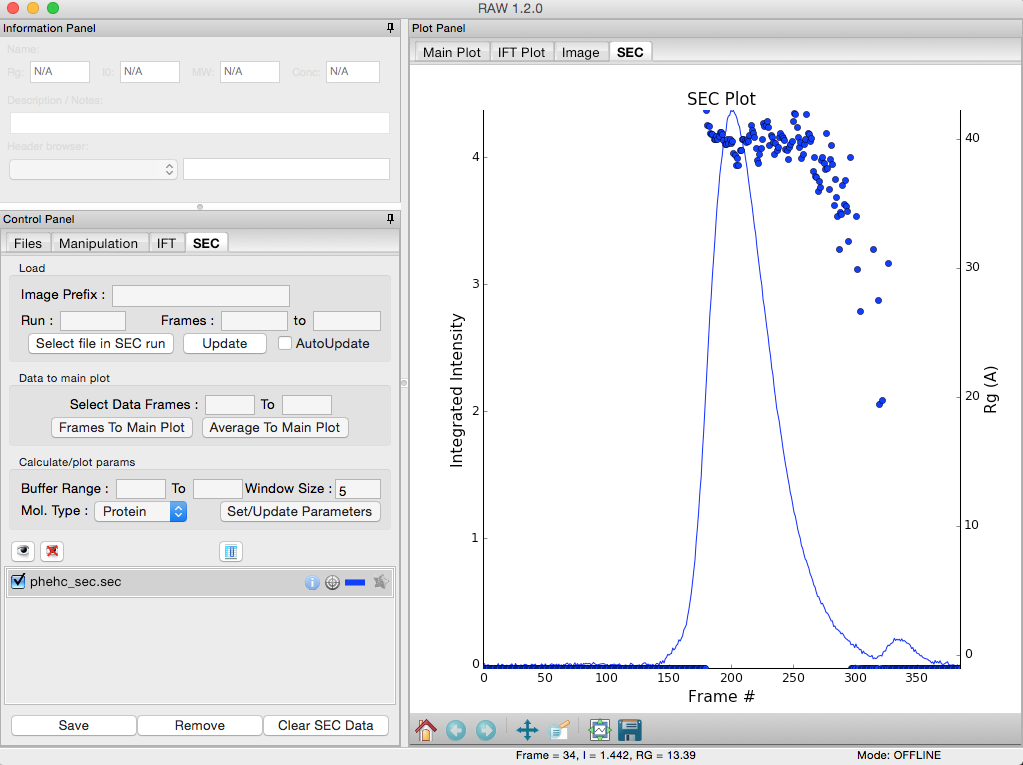 RAW 1.2.0
Information Panel
Name:
Rg: N/A I0: N/A MW: N/A Conc: N/A
Description / Notes:
Header browser:
Control Panel
Files Manipulation IFT SEC
Load
Image Prefix :
Run : Frames : to
Select file in SEC run Update AutoUpdate
Data to main plot
Select Data Frames : To
Frames To Main Plot Average To Main Plot
Calculate/plot params
Buffer Range : To Window Size : 5
Mol. Type : Protein Set/Update Parameters
phehc_sec.sec
Save Remove Clear SEC Data
Plot Panel
Main Plot IFT Plot Image SEC
SEC Plot
Integrated Intensity
4
3
2
1
0
40
30
20
10
0
Rg (A)
0 50 100 150 200 250 300 350
Frame #
Frame = 34, I = 1.442, RG = 13.39 Mode: OFFLINE